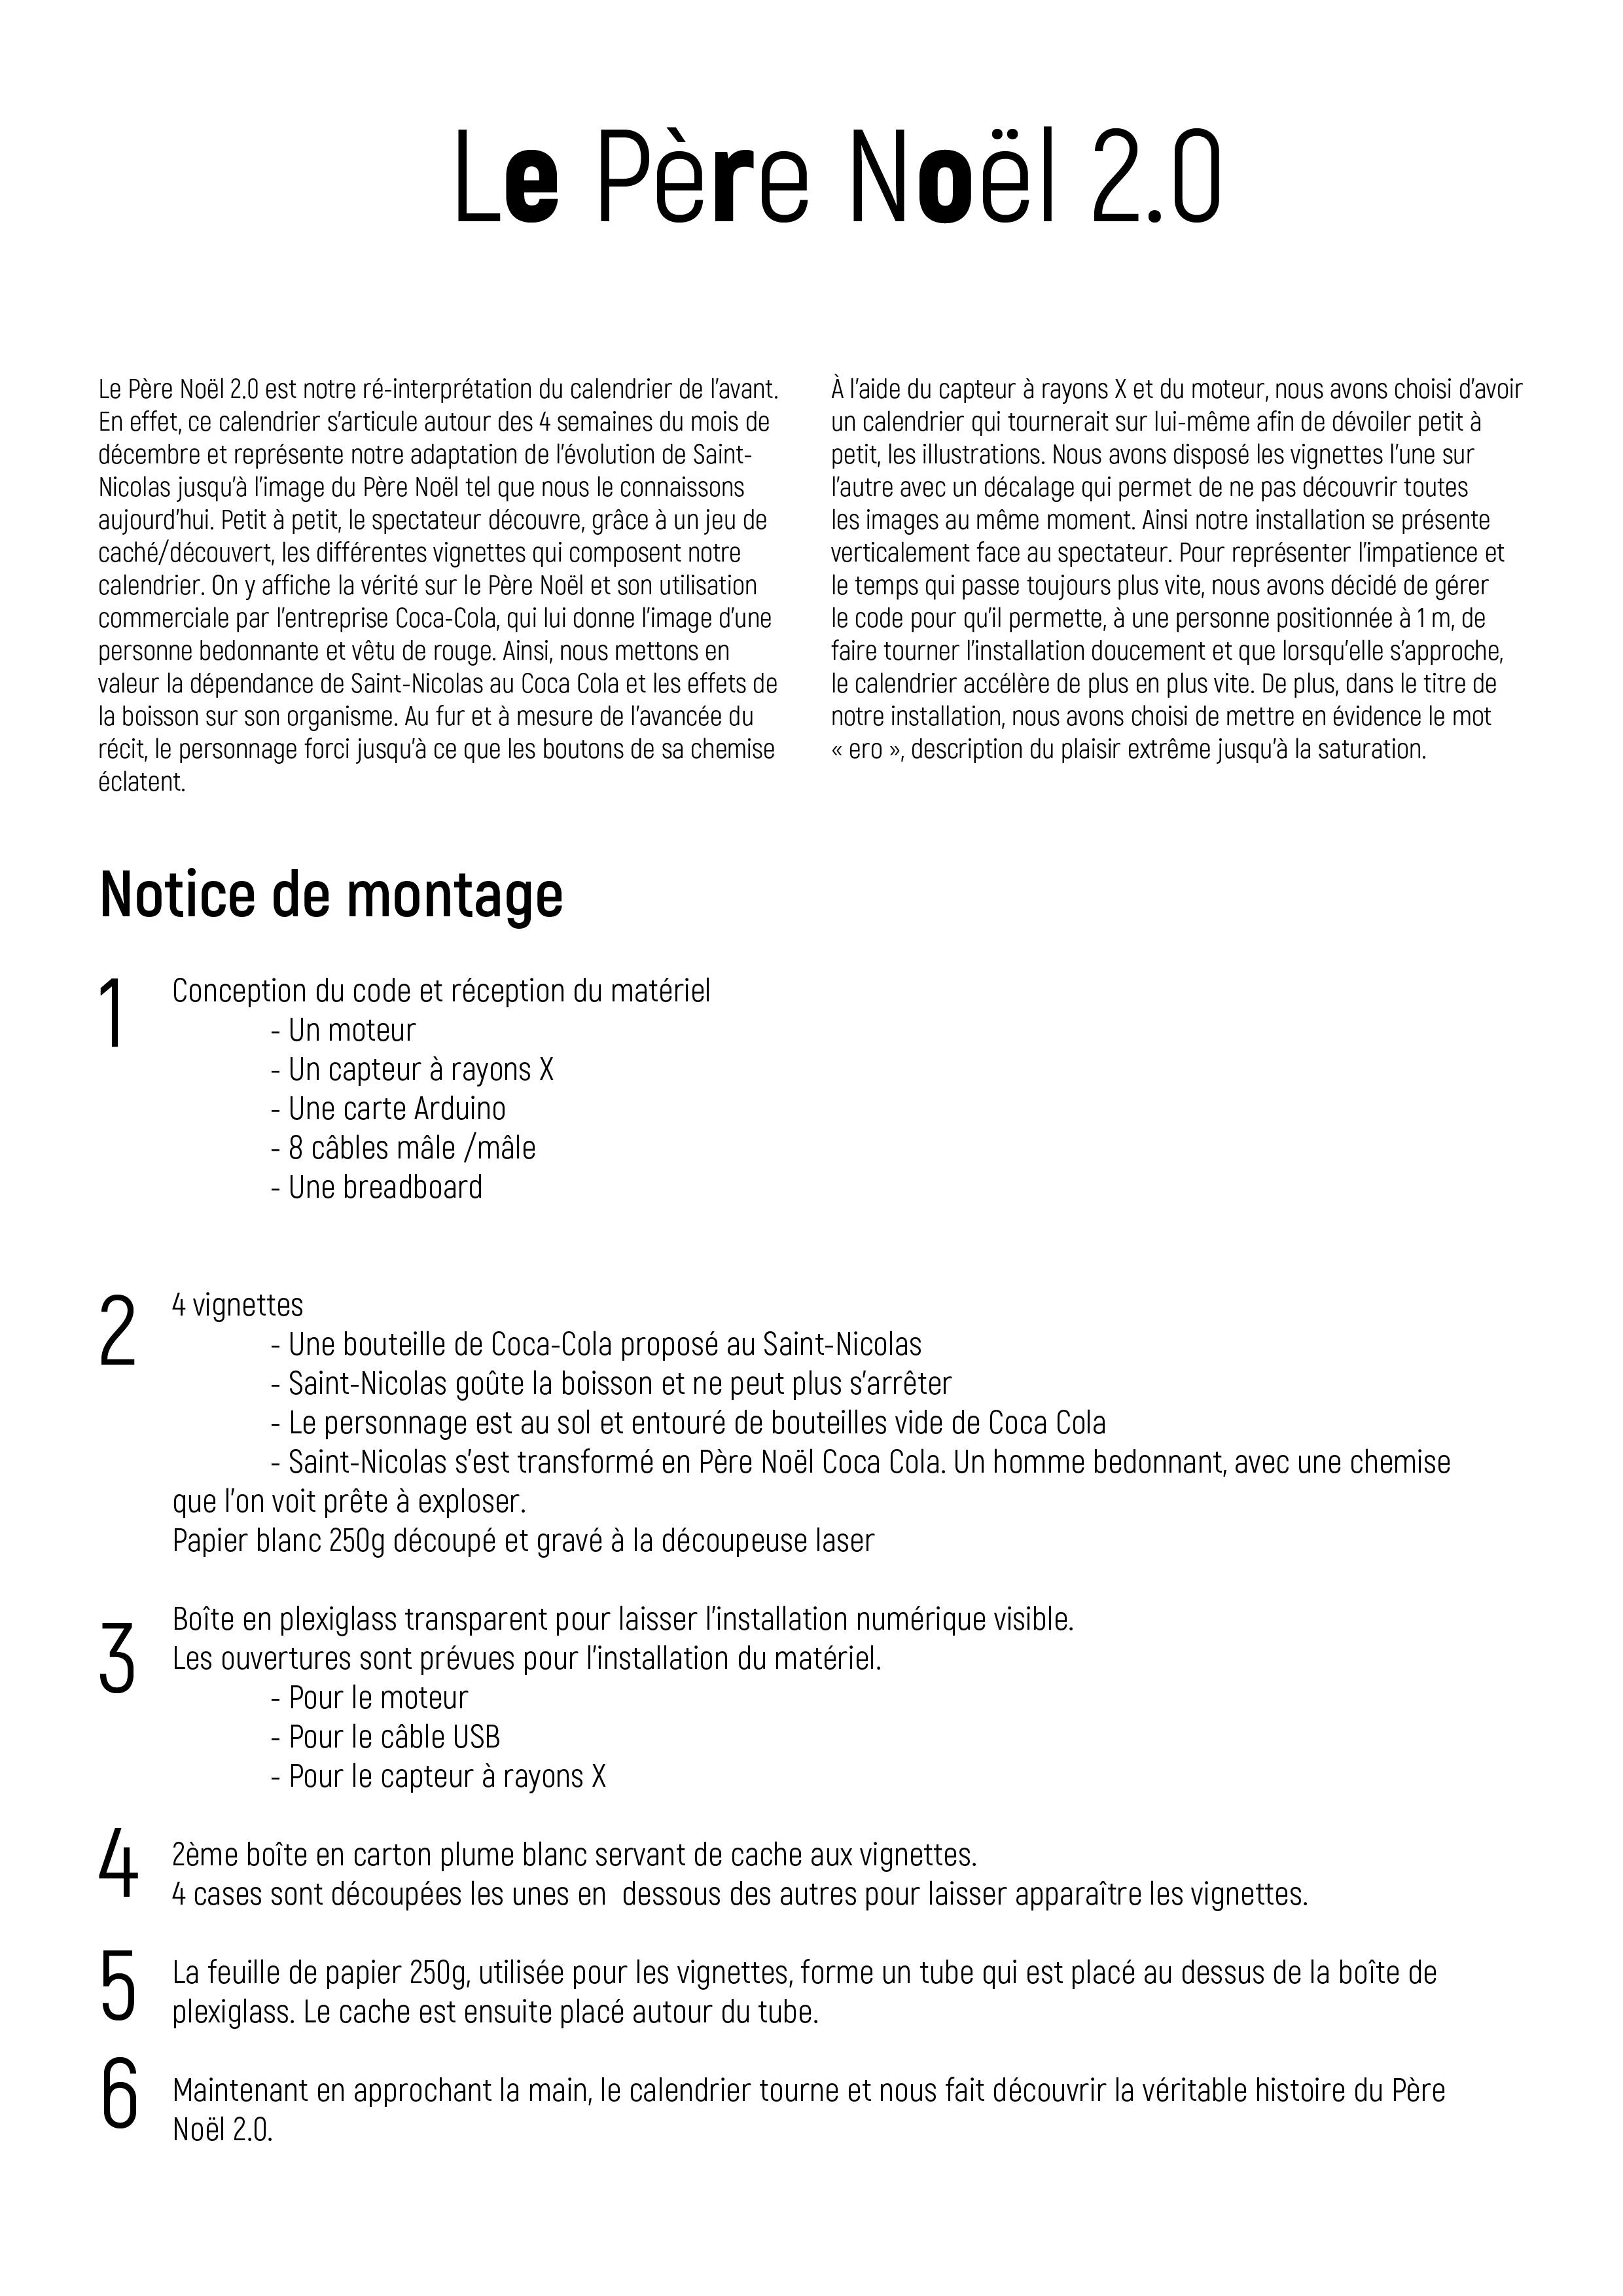 Le Père Noël 2.0
Le Père Noël 2.0 est notre ré-interprétation du calendrier de l'avant.
En effet, ce calendrier s'articule autour des 4 semaines du mois de
décembre et représente notre adaptation de l'évolution de Saint-
Nicolas jusqu'à l'image du Père Noël tel que nous le connaissons
aujourd'hui. Petit à petit, le spectateur découvre, grâce à un jeu de
caché/découvert, les différentes vignettes qui composent notre
calendrier. On y affiche la vérité sur le Père Noël et son utilisation
commerciale par l'entreprise Coca-Cola, qui lui donne l'image d'une
personne bedonnante et vêtu de rouge. Ainsi, nous mettons en
valeur la dépendance de Saint-Nicolas au Coca Cola et les effets de
la boisson sur son organisme. Au fur et à mesure de l'avancée du
récit, le personnage forci jusqu'à ce que les boutons de sa chemise
éclatent.
À l'aide du capteur à rayons X et du moteur, nous avons choisi d'avoir
un calendrier qui tournerait sur lui-même afin de dévoiler petit à
petit, les illustrations. Nous avons disposé les vignettes l'une sur
l'autre avec un décalage qui permet de ne pas découvrir toutes
les images au même moment. Ainsi notre installation se présente
verticalement face au spectateur. Pour représenter l'impatience et
le temps qui passe toujours plus vite, nous avons décidé de gérer
le code pour qu'il permette, à une personne positionnée à 1 m, de
faire tourner l'installation doucement et que lorsqu'elle s'approche,
le calendrier accélère de plus en plus vite. De plus, dans le titre de
notre installation, nous avons choisi de mettre en évidence le mot
« ero », description du plaisir extrême jusqu'à la saturation.
Notice de montage
1 Conception du code et réception du matériel
- Un moteur
- Un capteur à rayons X
- Une carte Arduino
- 8 câbles mâle /mâle
- Une breadboard
2 4 vignettes
- Une bouteille de Coca-Cola proposé au Saint-Nicolas
- Saint-Nicolas goûte la boisson et ne peut plus s'arrêter
- Le personnage est au sol et entouré de bouteilles vide de Coca Cola
- Saint-Nicolas s'est transformé en Père Noël Coca Cola. Un homme bedonnant, avec une chemise
que l'on voit prête à exploser.
Papier blanc 250g découpé et gravé à la découpeuse laser
3 Boîte en plexiglass transparent pour laisser l'installation numérique visible.
Les ouvertures sont prévues pour l'installation du matériel.
- Pour le moteur
- Pour le câble USB
- Pour le capteur à rayons X
4 2ème boîte en carton plume blanc servant de cache aux vignettes.
4 cases sont découpées les unes en  dessous des autres pour laisser apparaître les vignettes.
5 La feuille de papier 250g, utilisée pour les vignettes, forme un tube qui est placé au dessus de la boîte de
plexiglass. Le cache est ensuite placé autour du tube.
6 Maintenant en approchant la main, le calendrier tourne et nous fait découvrir la véritable histoire du Père
Noël 2.0.